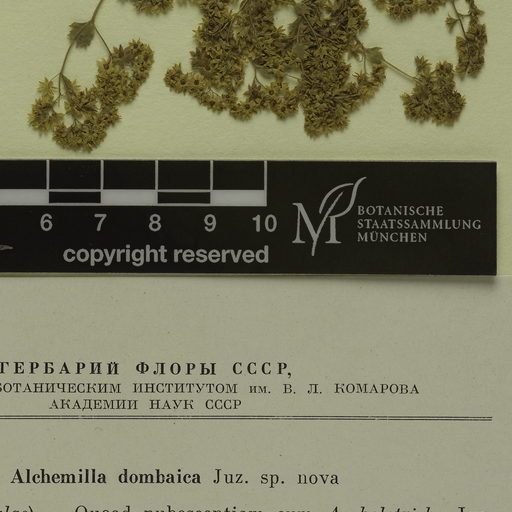 6 7 8 9 10
copyright reserved
M
BOTANISCHE
STAATSSAMMLUNG
MÜNCHEN
ГЕРБАРИЙ ФЛОРЫ СССР,
БОТАНИЧЕСКИМ ИНСТИТУТОМ им. В. Л. КОМАРОВА
АКАДЕМИИ НАУК СССР
Alchemilla dombaica Juz. sp. nova